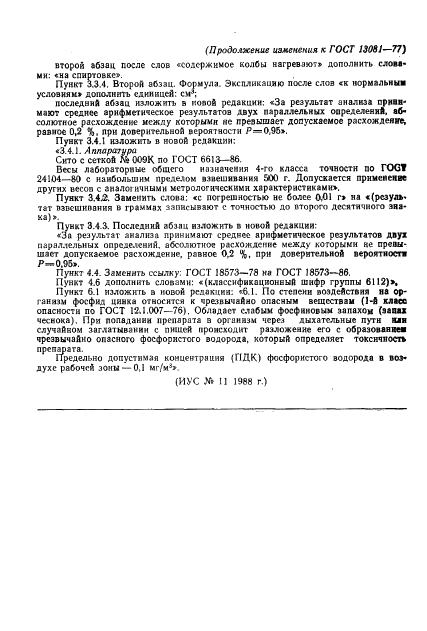 (Продолжение изменения к ГОСТ 13081—77)
второй абзац после слов «содержимое колбы нагревают» дополнить слова-
ми: «на спиртовке».
Пункт 3.3.4. Второй абзац. Формула. Экспликацию после слов «к нормальным
условиям» дополнить единицей: см³;
последний абзац изложить в новой редакции: «За результат анализа прини-
мают среднее арифметическое результатов двух параллельных определений, аб-
солютное расхождение между которыми не превышает допускаемое расхождение,
равное 0,2 %, при доверительной вероятности Р=0,95».
Пункт 3.4.1 изложить в новой редакции:
«3.4.1. Аппаратура
Сито с сеткой № 009К по ГОСТ 6613—86.
Весы лабораторные общего назначения 4-го класса точности по ГОСТ
24104—80 с наибольшим пределом взвешивания 500 г. Допускается применение
других весов с аналогичными метрологическими характеристиками».
Пункт 3.4.2. Заменить слова: «с погрешностью не более 0,01 г» на «(резуль-
тат взвешивания в граммах записывают с точностью до второго десятичного зна-
ка)».
Пункт 3.4.3. Последний абзац изложить в новой редакции:
«За результат анализа принимают среднее арифметическое результатов двух
параллельных определений, абсолютное расхождение между которыми не превы-
шает допускаемое расхождение, равное 0,2 %, при доверительной вероятности
Р=0,95».
Пункт 4.4. Заменить ссылку: ГОСТ 18573—78 на ГОСТ 18573—86.
Пункт 4.6 дополнить словами: «(классификационный шифр группы 6112)».
Пункт 6.1 изложить в новой редакции: «6.1. По степени воздействия на ор-
ганизм фосфид цинка относится к чрезвычайно опасным веществам (1-й класс
опасности по ГОСТ 12.1.007—76). Обладает слабым фосфиновым запахом (запах
чеснока). При попадании препарата в организм через дыхательные пути или
случайном заглатывании с пищей происходит разложение его с образованием
чрезвычайно опасного фосфористого водорода, который определяет токсичность
препарата.
Предельно допустимая концентрация (ПДК) фосфористого водорода в воз-
духе рабочей зоны — 0,1 мг/м³».
(ИУС № 11 1988 г.)